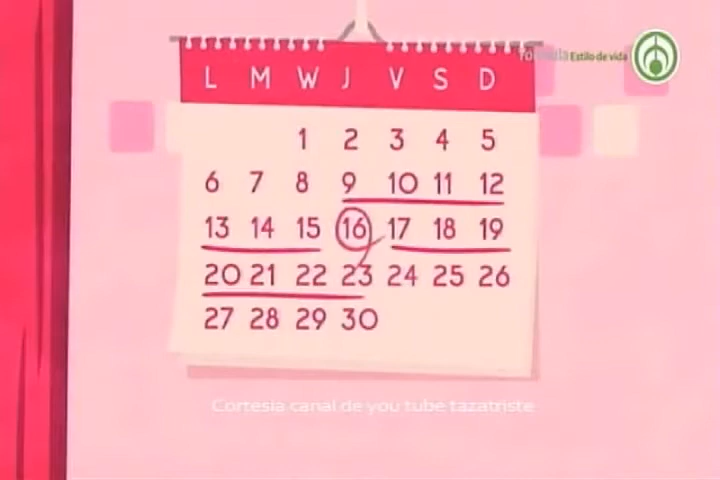 Fórmula Estilo de vida
L M W J V S D
1 2 3 4 5
6 7 8 9 10 11 12
13 14 15 16 17 18 19
20 21 22 23 24 25 26
27 28 29 30
Cortesia canal de you tube tazatriste